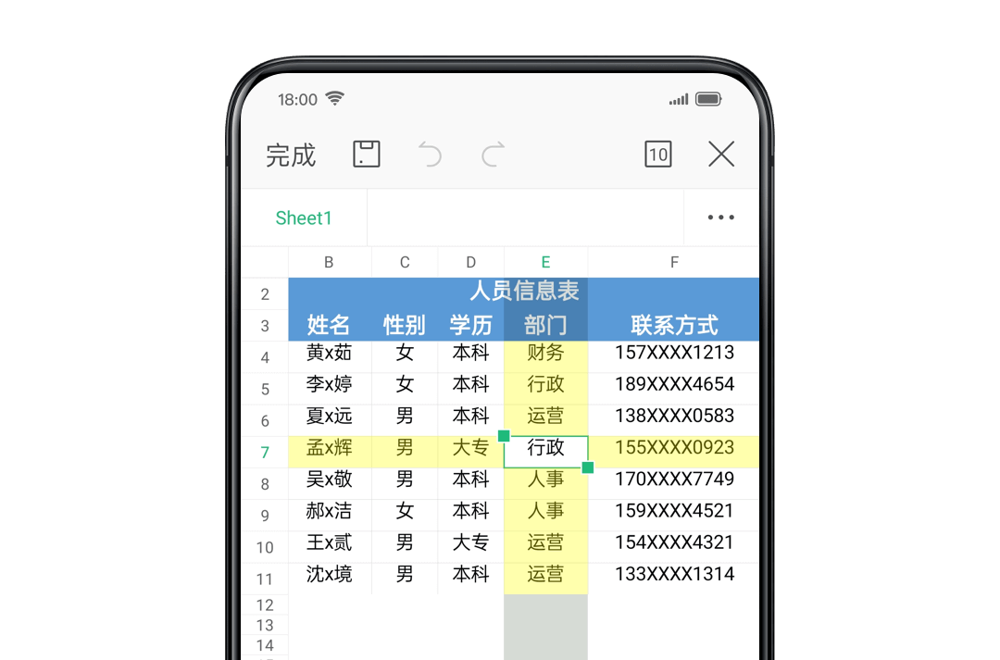 18:00
完成 10
Sheet1
B C D E F
2 人员信息表
3 姓名 性别 学历 部门 联系方式
4 黄x茹 女 本科 财务 157XXXX1213
5 李x婷 女 本科 行政 189XXXX4654
6 夏x远 男 本科 运营 138XXXX0583
7 孟x辉 男 大专 行政 155XXXX0923
8 吴x敬 男 本科 人事 170XXXX7749
9 郝x洁 女 本科 人事 159XXXX4521
10 王x贰 男 大专 运营 154XXXX4321
11 沈x境 男 本科 运营 133XXXX1314
12
13
14